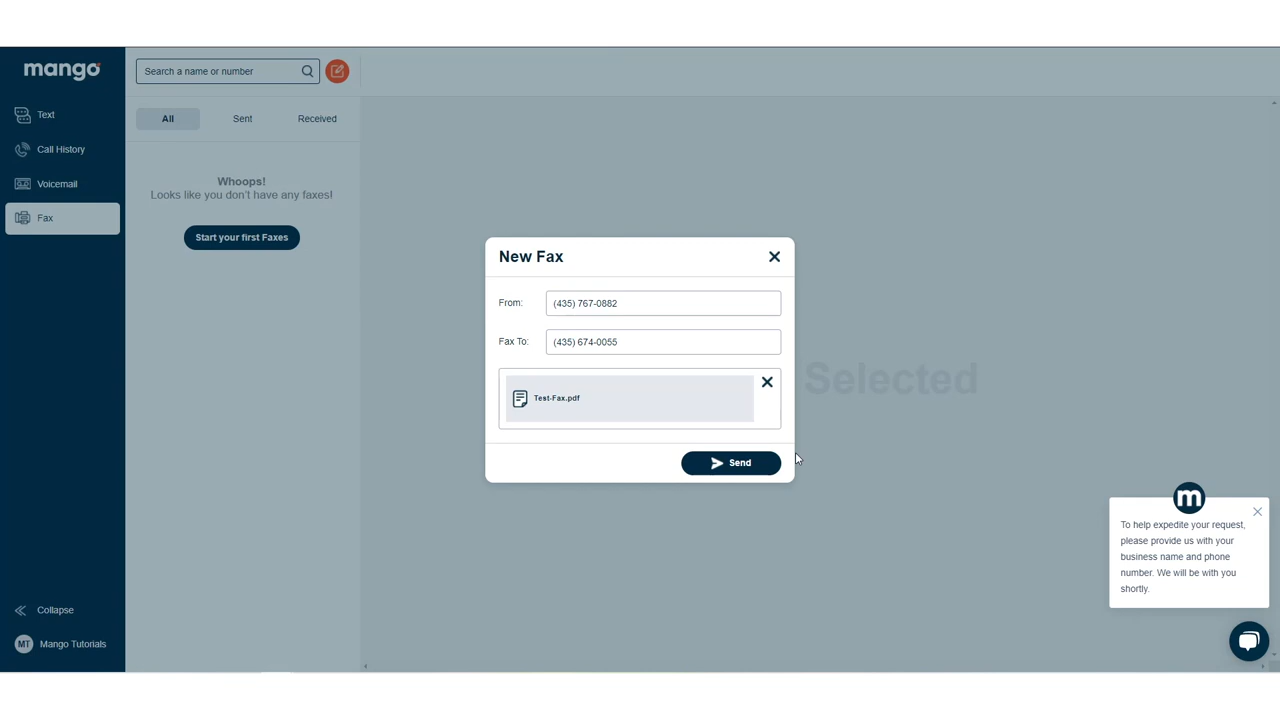 mango
Search a name or number
Text
Call History
Voicemail
Fax
All
Sent
Received
Whoops!
Looks like you don't have any faxes!
Start your first Faxes
Selected
New Fax
From:
(435) 767-0882
Fax To:
(435) 674-0055
Test-Fax.pdf
Send
m
To help expedite your request,
please provide us with your
business name and phone
number. We will be with you
shortly.
Collapse
MT
Mango Tutorials